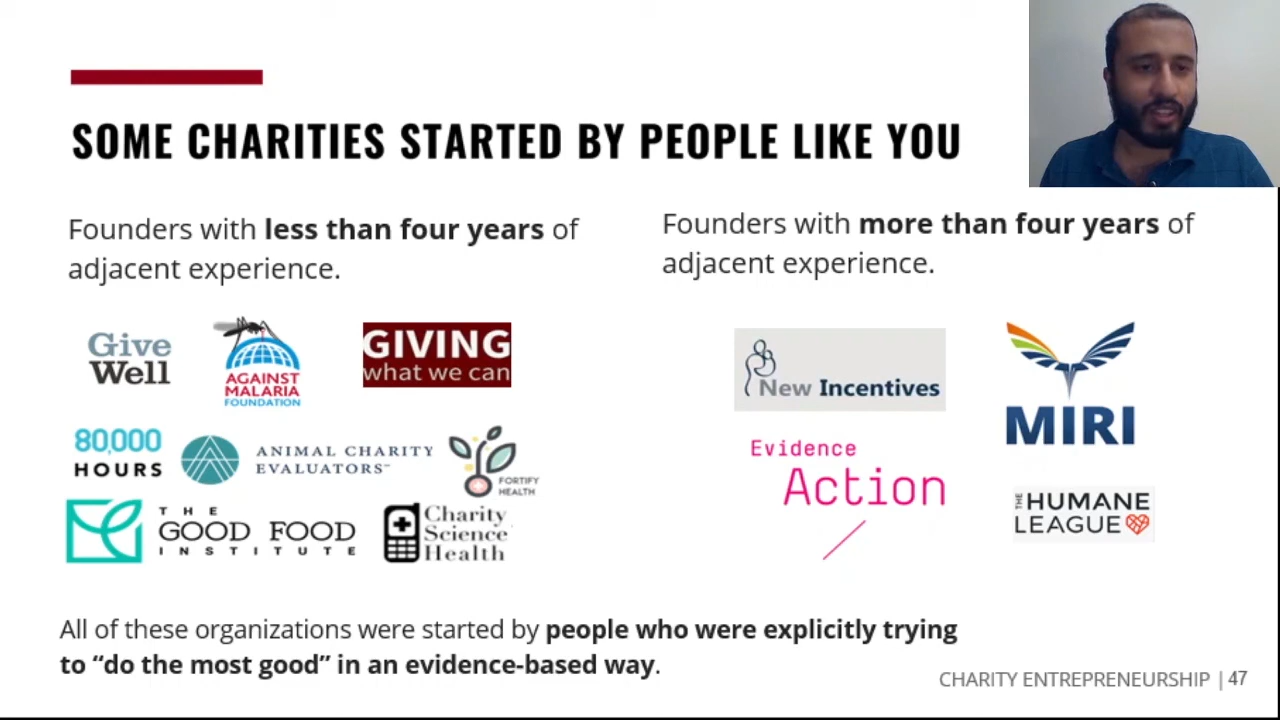 SOME CHARITIES STARTED BY PEOPLE LIKE YOU
Founders with less than four years of
adjacent experience.
Give
Well
AGAINST
MALARIA
FOUNDATION
GIVING
what we can
80,000
HOURS
ANIMAL CHARITY
EVALUATORS™
FORTIFY
HEALTH
THE
GOOD FOOD
INSTITUTE
Charity
Science
Health
Founders with more than four years of
adjacent experience.
New Incentives
MIRI
Evidence
Action
THE HUMANE
LEAGUE
All of these organizations were started by people who were explicitly trying
to “do the most good” in an evidence-based way.
CHARITY ENTREPRENEURSHIP | 47